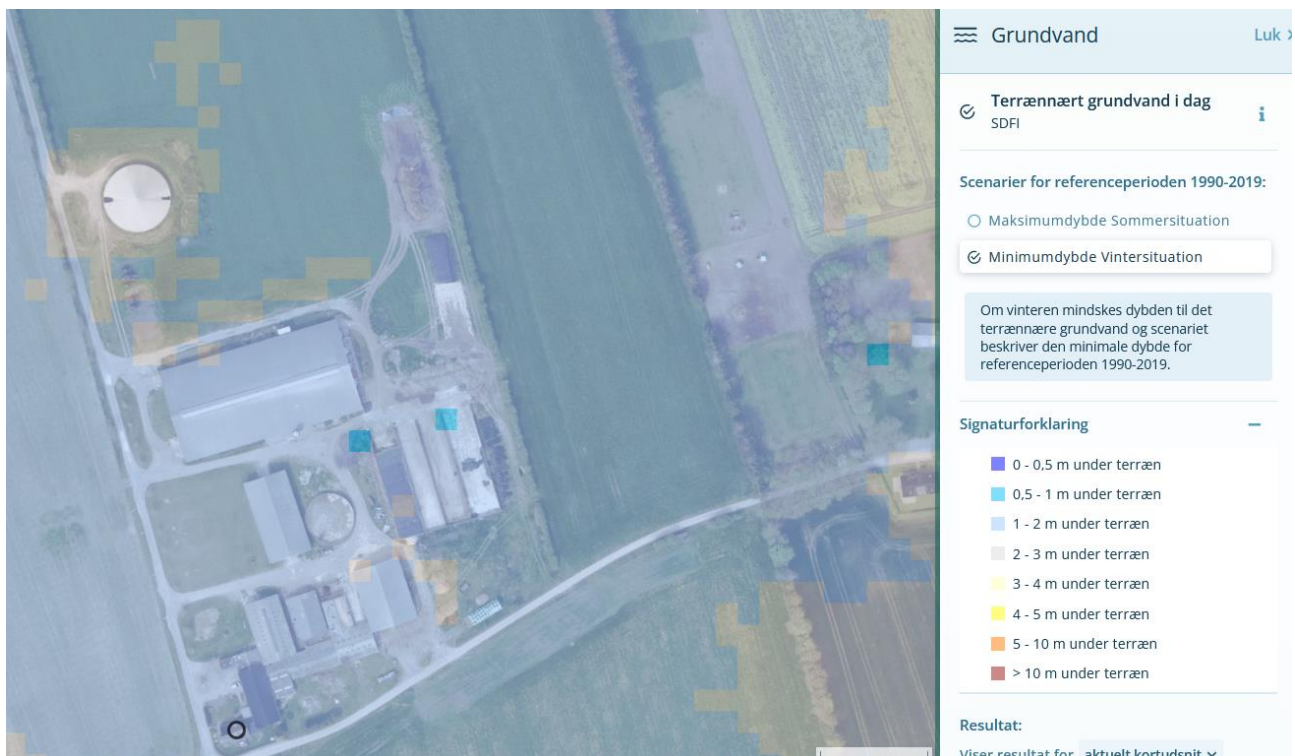 Grundvand
Luk
Terrænnært grundvand i dag
SDFI
i
Scenarier for referenceperioden 1990-2019:
Maksimumdybde Sommersituation
Minimumdybde Vintersituation
Om vinteren mindskes dybden til det
terrænnære grundvand og scenariet
beskriver den minimale dybde for
referenceperioden 1990-2019.
Signaturforklaring
0 - 0,5 m under terræn
0,5 - 1 m under terræn
1 - 2 m under terræn
2 - 3 m under terræn
3 - 4 m under terræn
4 - 5 m under terræn
5 - 10 m under terræn
> 10 m under terræn
Resultat:
Viser resultat for aktuelt kortudsnit